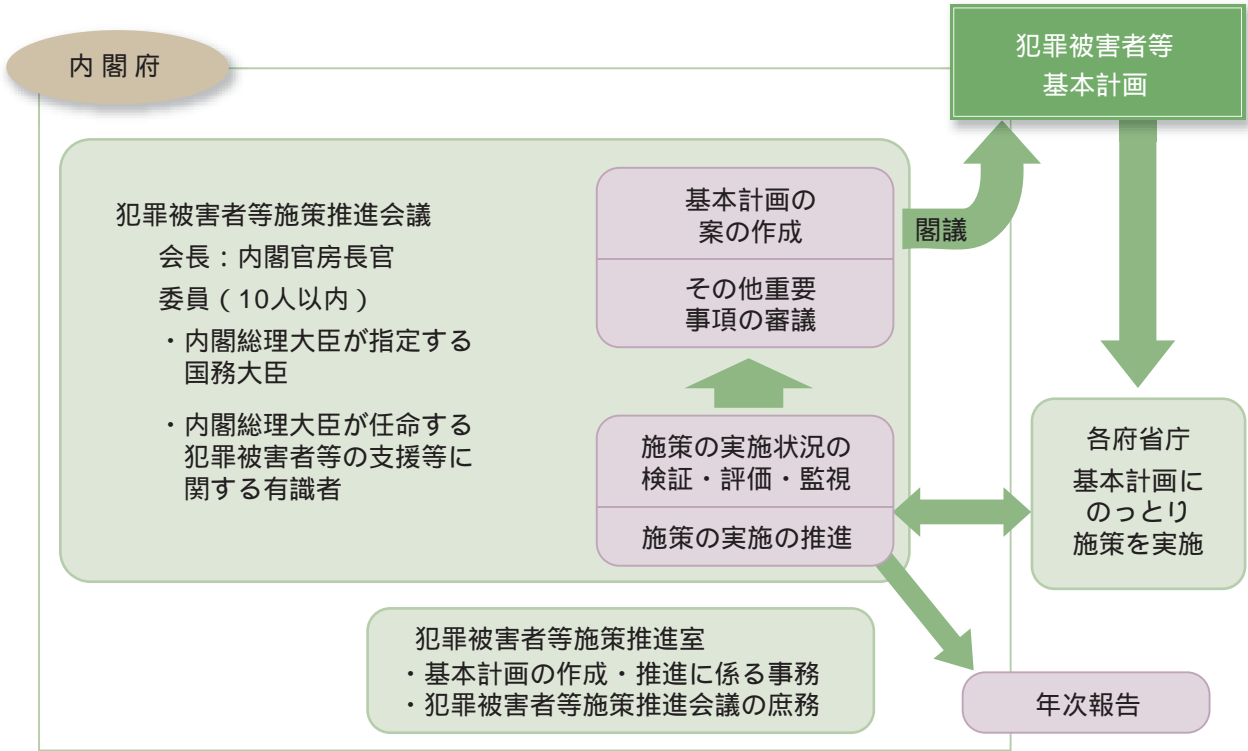 内閣府
犯罪被害者等
基本計画
犯罪被害者等施策推進会議
会長：内閣官房長官
委員（10人以内）
・内閣総理大臣が指定する
国務大臣
・内閣総理大臣が任命する
犯罪被害者等の支援等に
関する有識者
基本計画の
案の作成
その他重要
事項の審議
閣議
施策の実施状況の
検証・評価・監視
施策の実施の推進
各府省庁
基本計画に
のっとり
施策を実施
犯罪被害者等施策推進室
・基本計画の作成・推進に係る事務
・犯罪被害者等施策推進会議の庶務
年次報告